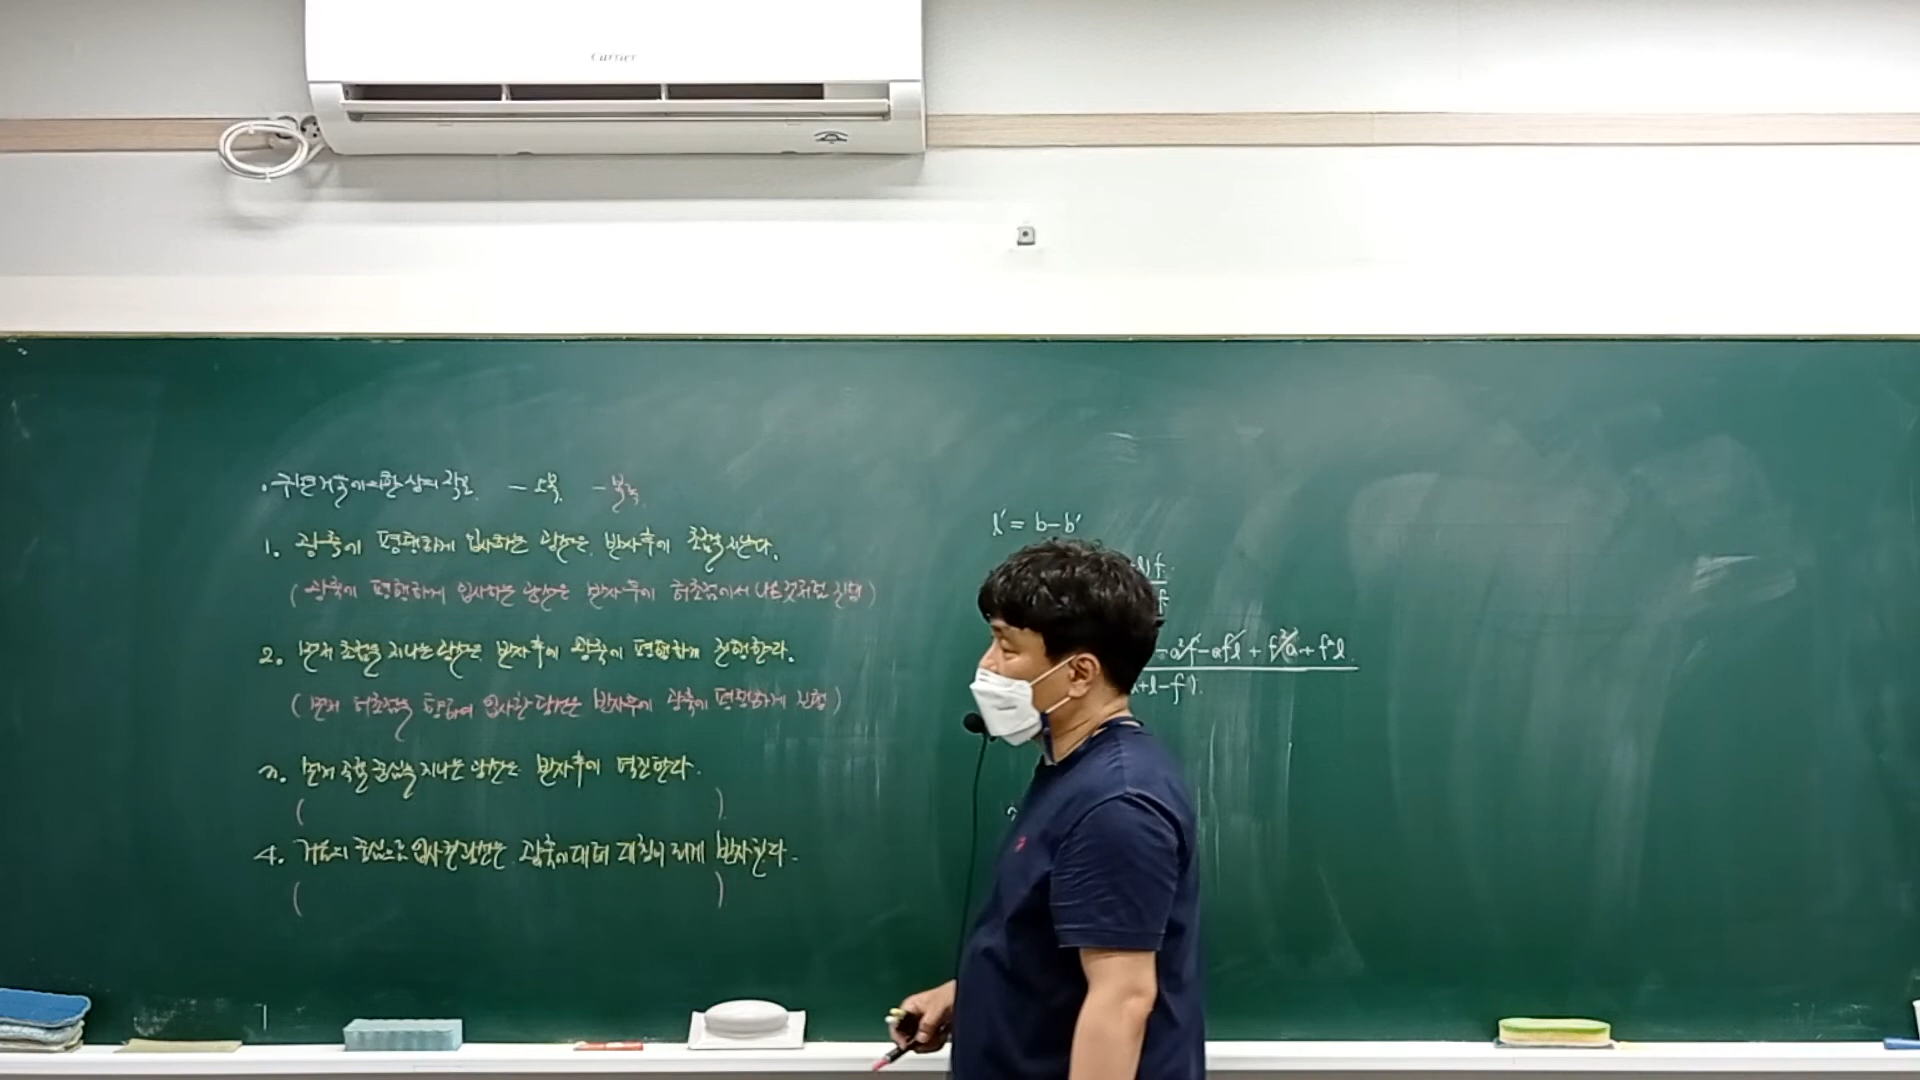 Carrier
· 구면거울에 의한 상의 작도. - 오목. - 볼록.
1. 광축에 평행하게 입사하는 광선은 반사후에 초점을 지난다.
( 광축에 평행하게 입사하는 광선은 반사후에 허초점에서 나온것처럼 진행 )
2. 먼저 초점을 지나는 광선은 반사후에 광축에 평행하게 진행한다.
( 먼저 허초점을 향하여 입사한 광선은 반사후에 광축에 평행하게 진행 )
3. 먼저 구형 중심을 지나는 광선은 반사후에 역진한다.
( )
4. 거울의 중심으로 입사된 광선은 광축에 대해 대칭이 되게 반사된다.
( )
l' = b-b'
l) f
f
-a²f-afl + f²a + f²l
+l-f).